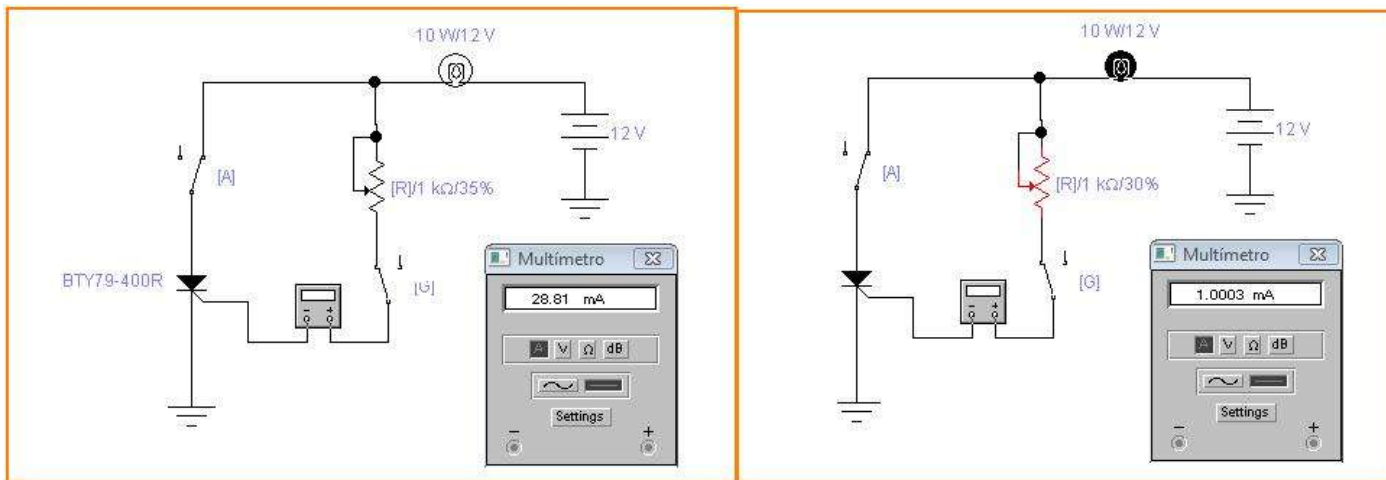 10 W/12 V
12 V
[A]
[R]/1 kΩ/35%
BTY79-400R
[G]
Multímetro
28.81 mA
A V Ω dB
Settings
- +
10 W/12 V
12 V
[A]
[R]/1 kΩ/30%
[G]
Multímetro
1.0003 mA
A V Ω dB
Settings
- +